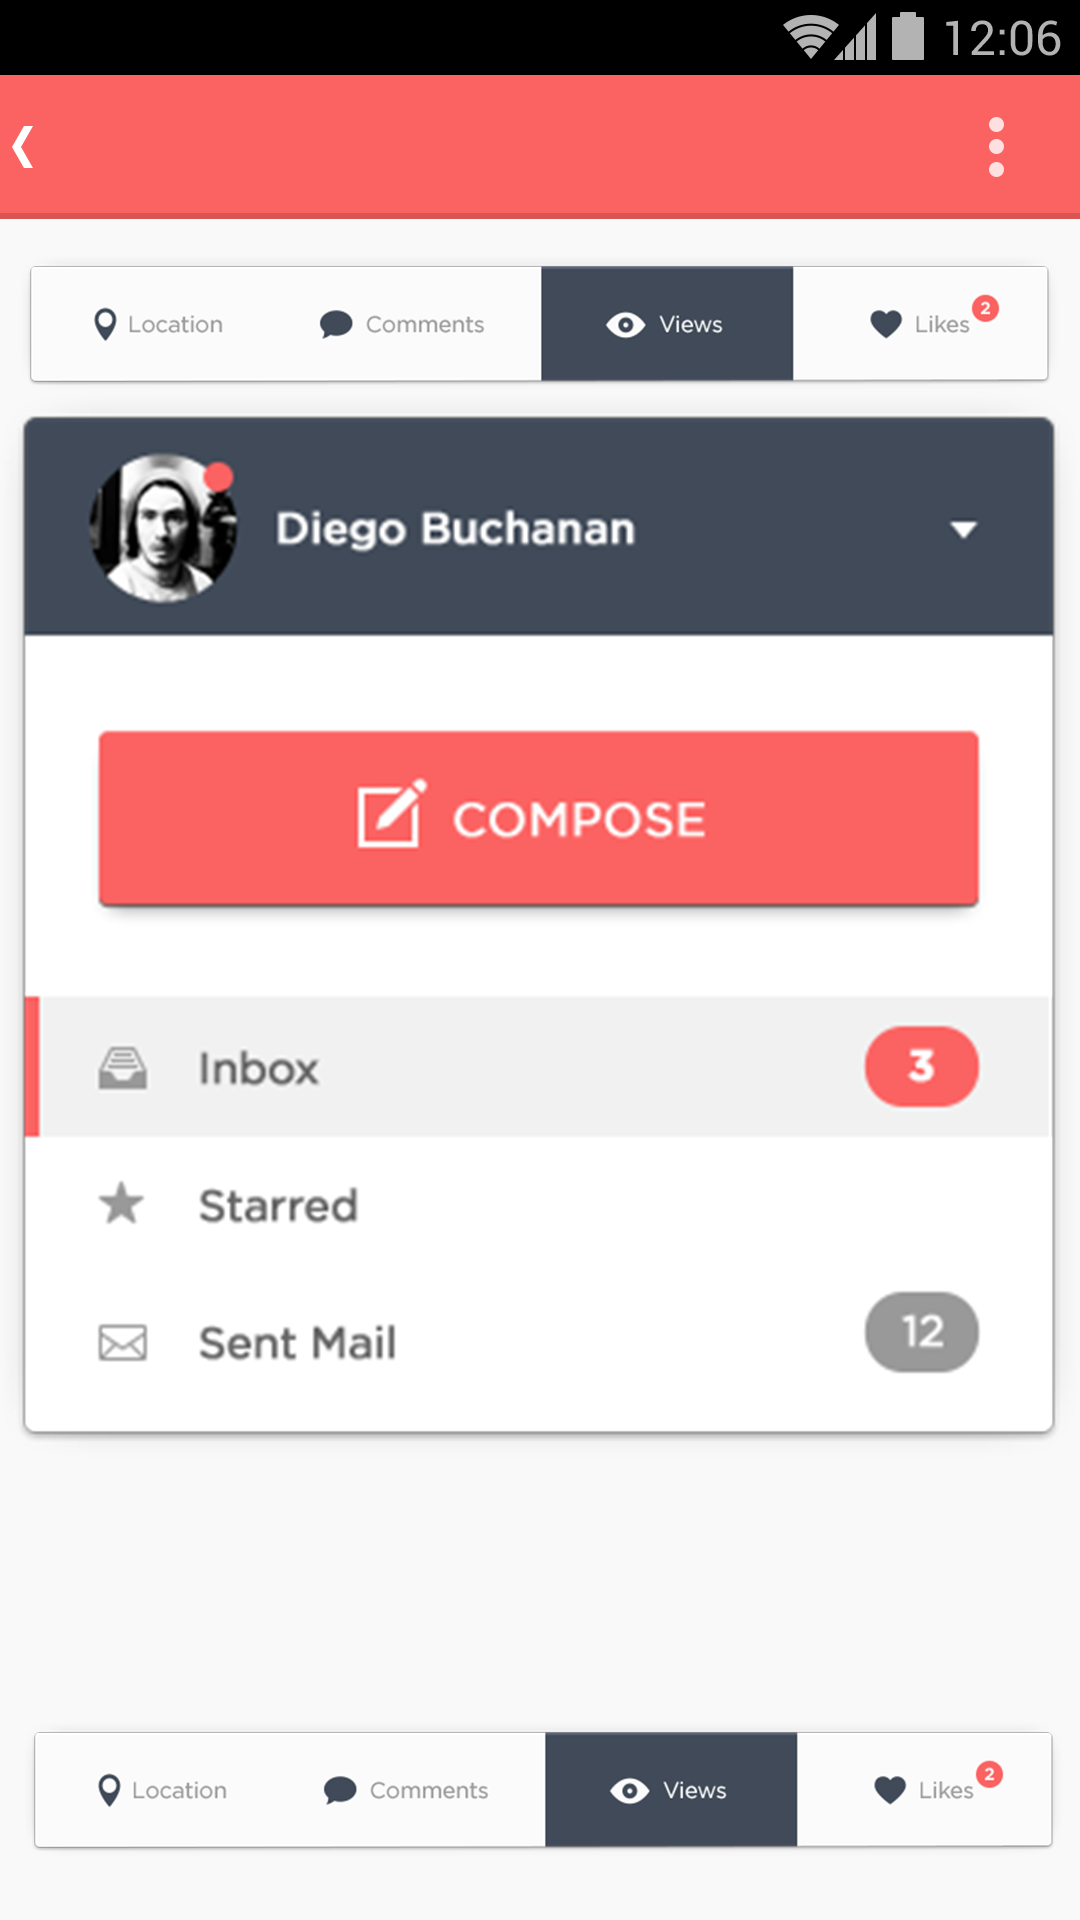 12:06
Location Comments Views Likes 2
Diego Buchanan
COMPOSE
Inbox 3
Starred
Sent Mail 12
Location Comments Views Likes 2